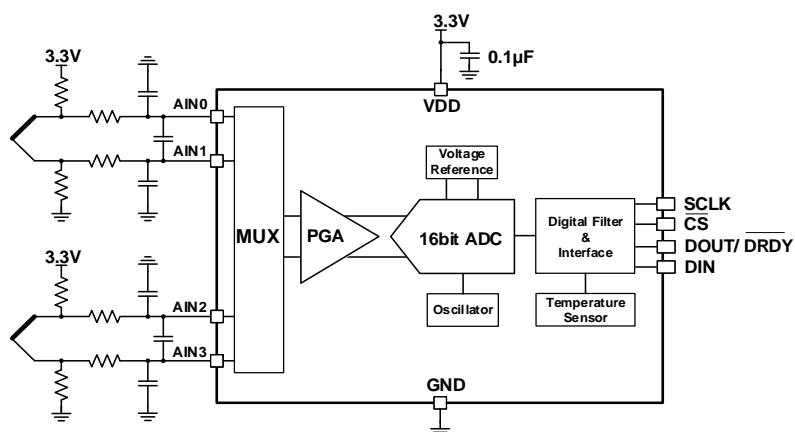 3.3V
0.1µF
VDD
3.3V
AIN0
AIN1
3.3V
AIN2
AIN3
MUX
PGA
Voltage
Reference
16bit ADC
Oscillator
Digital Filter
&
Interface
Temperature
Sensor
SCLK
CS
DOUT/ DRDY
DIN
GND